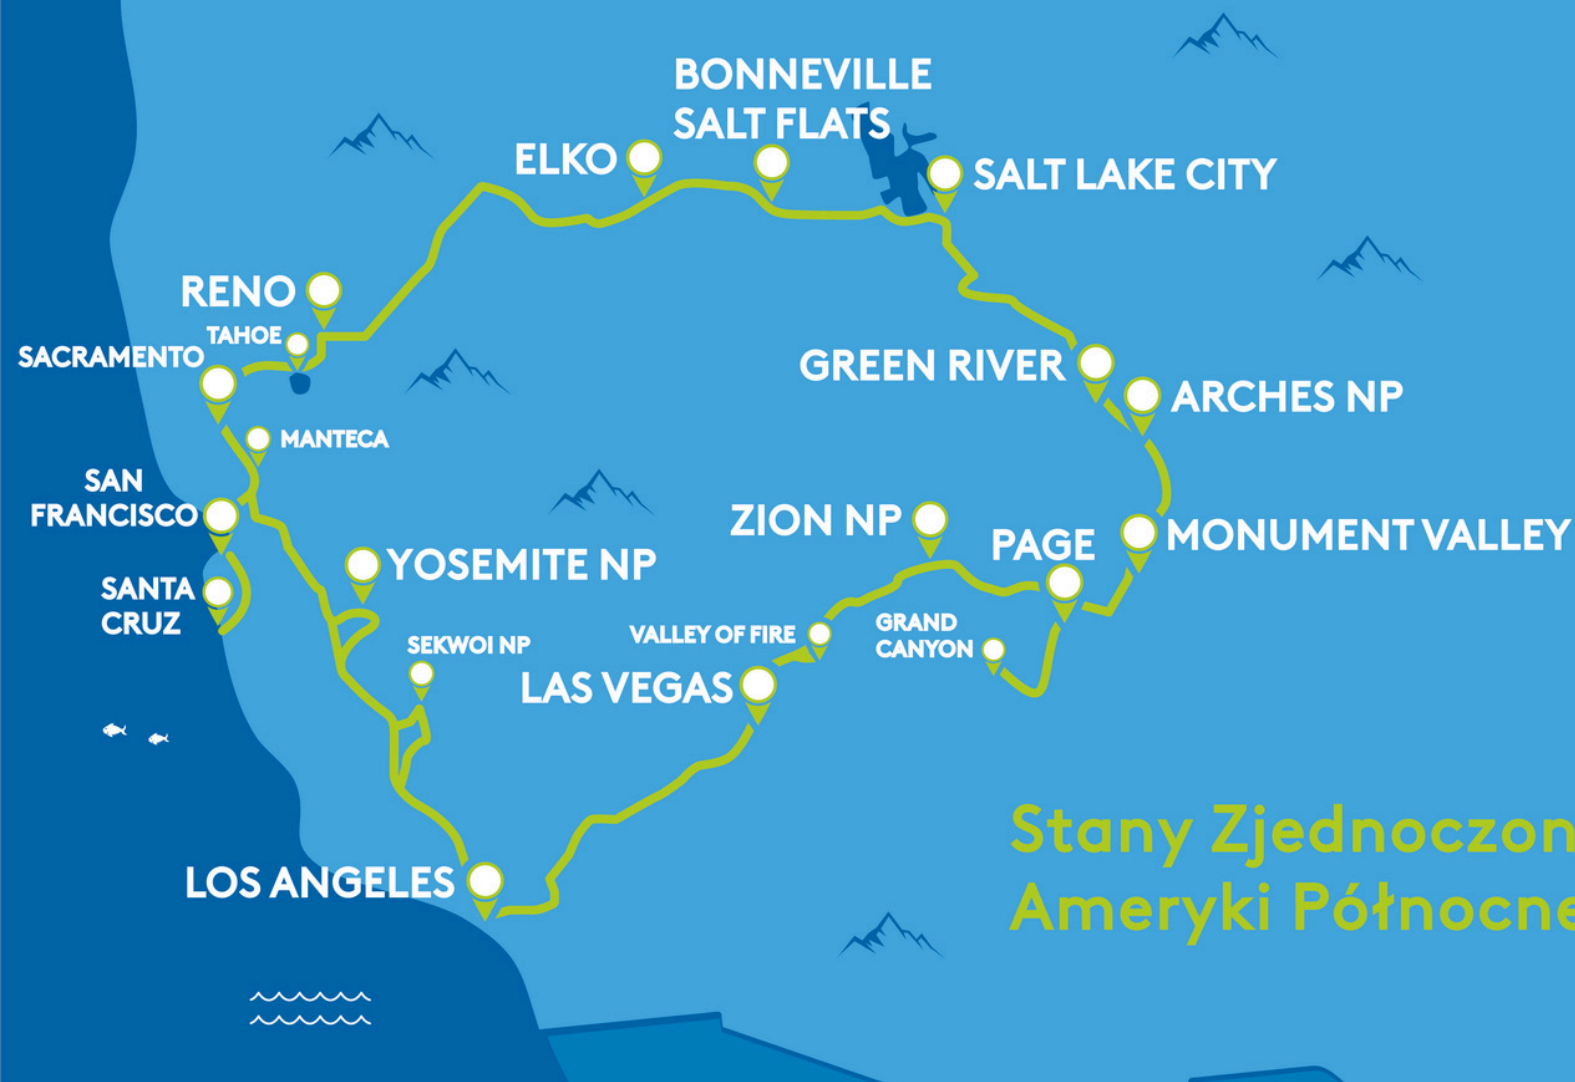 BONNEVILLE
SALT FLATS
ELKO
SALT LAKE CITY
RENO
TAHOE
SACRAMENTO
GREEN RIVER
ARCHES NP
MANTECA
SAN
FRANCISCO
ZION NP
PAGE
MONUMENT VALLEY
YOSEMITE NP
SANTA
CRUZ
SEKWOI NP
VALLEY OF FIRE
GRAND
CANYON
LAS VEGAS
Stany Zjednoczon
Ameryki Północne
LOS ANGELES